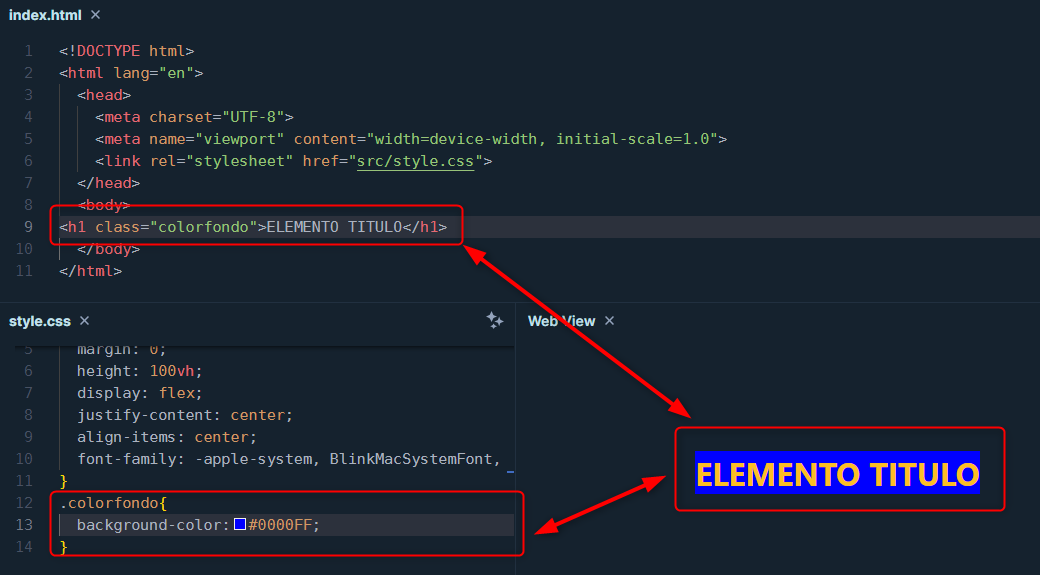 index.html ×
1 <!DOCTYPE html>
2 <html lang="en">
3 <head>
4 <meta charset="UTF-8">
5 <meta name="viewport" content="width=device-width, initial-scale=1.0">
6 <link rel="stylesheet" href="src/style.css">
7 </head>
8 <body>
9 <h1 class="colorfondo">ELEMENTO TITULO</h1>
10 </body>
11 </html>
style.css ×
5 margin: 0;
6 height: 100vh;
7 display: flex;
8 justify-content: center;
9 align-items: center;
10 font-family: -apple-system, BlinkMacSystemFont,
11 }
12 .colorfondo{
13 background-color: #0000FF;
14 }
Web View ×
ELEMENTO TITULO